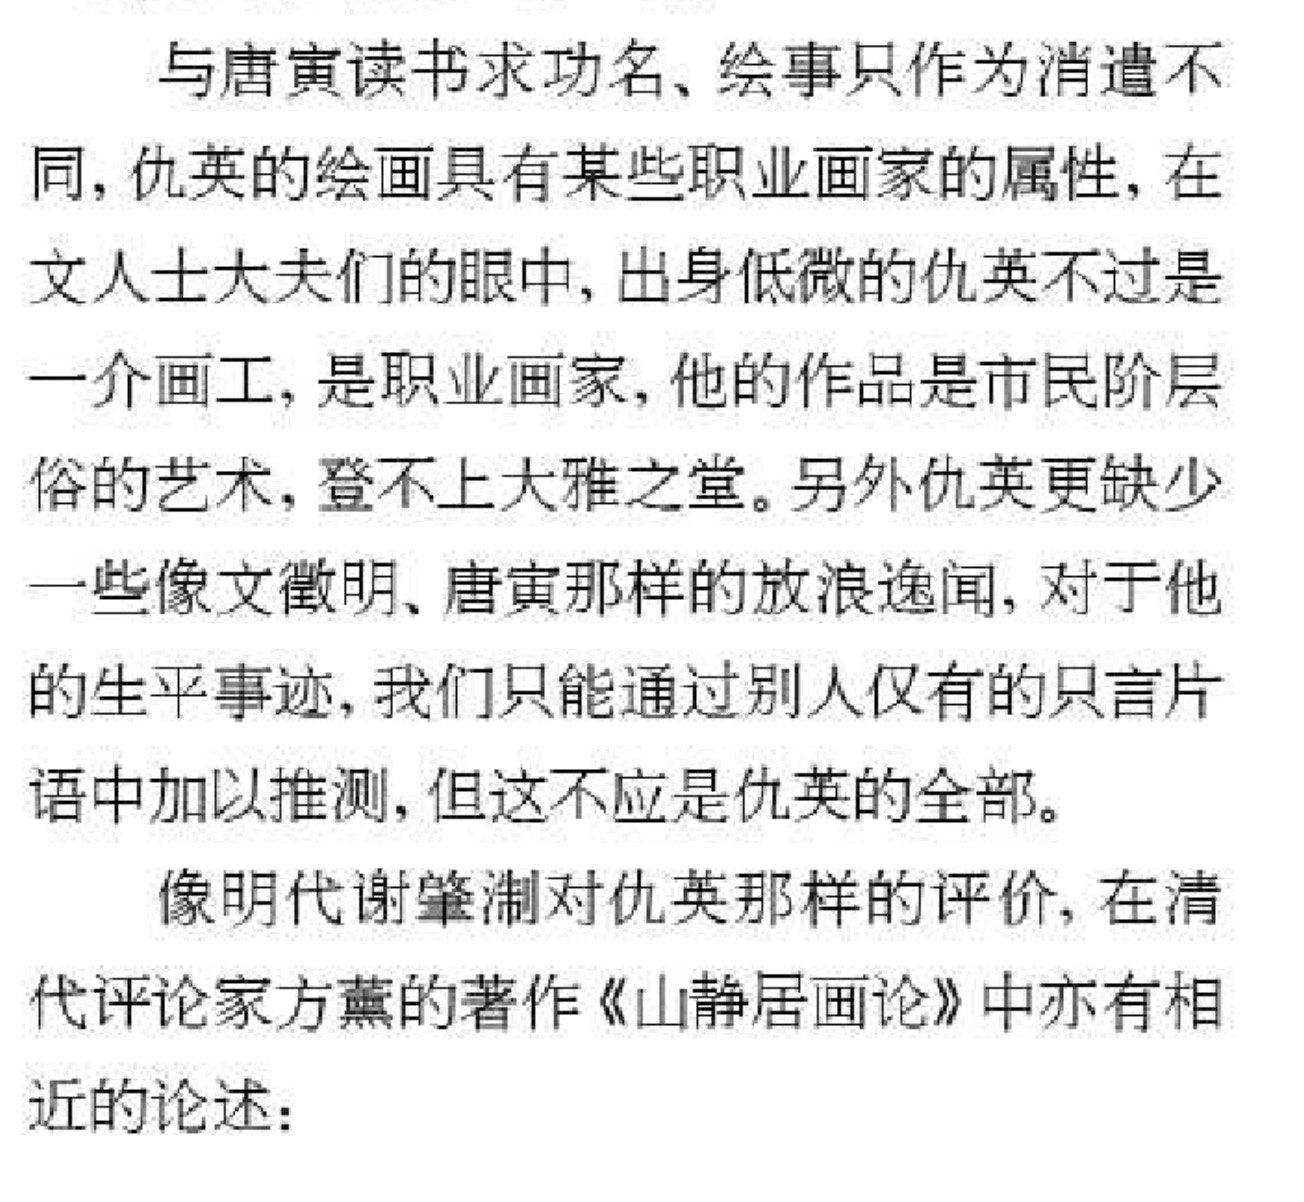 与唐寅读书求功名、绘事只作为消遣不
同，仇英的绘画具有某些职业画家的属性，在
文人士大夫们的眼中，出身低微的仇英不过是
一介画工，是职业画家，他的作品是市民阶层
俗的艺术，登不上大雅之堂。另外仇英更缺少
一些像文徵明、唐寅那样的放浪逸闻，对于他
的生平事迹，我们只能通过别人仅有的只言片
语中加以推测，但这不应是仇英的全部。
像明代谢肇淛对仇英那样的评价，在清
代评论家方薰的著作《山静居画论》中亦有相
近的论述：